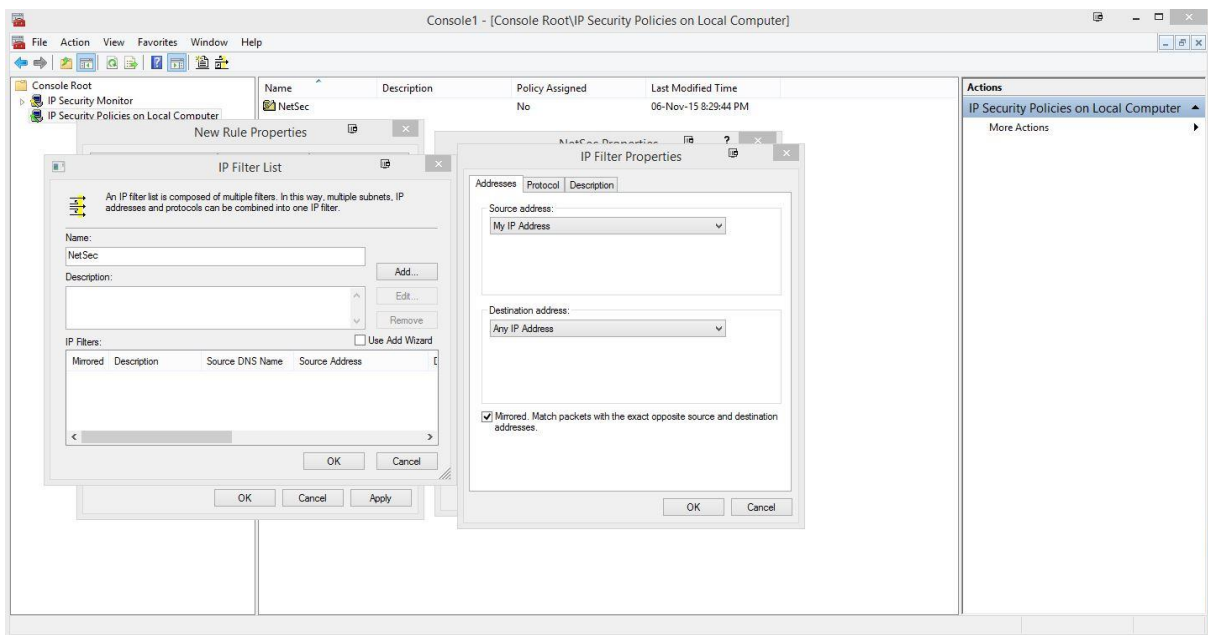 Console1 - [Console Root\IP Security Policies on Local Computer]
File Action View Favorites Window Help
Console Root
IP Security Monitor
IP Security Policies on Local Computer
Name Description Policy Assigned Last Modified Time
NetSec No 06-Nov-15 8:29:44 PM
Actions
IP Security Policies on Local Computer
More Actions
New Rule Properties
NetSec Properties
IP Filter List
An IP filter list is composed of multiple filters. In this way, multiple subnets, IP
addresses and protocols can be combined into one IP filter.
Name:
NetSec
Add...
Description:
Edit...
Remove
Use Add Wizard
IP Filters:
Mirrored Description Source DNS Name Source Address D
OK Cancel
OK Cancel Apply
IP Filter Properties
Addresses Protocol Description
Source address:
My IP Address
Destination address:
Any IP Address
Mirrored. Match packets with the exact opposite source and destination
addresses.
OK Cancel